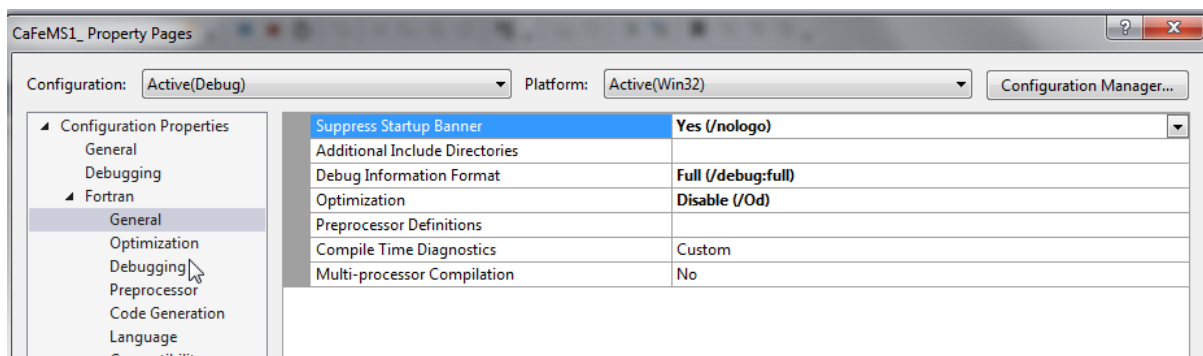 CaFeMS1_ Property Pages
Configuration: Active(Debug) Platform: Active(Win32) Configuration Manager...
Configuration Properties
General
Debugging
Fortran
General
Optimization
Debugging
Preprocessor
Code Generation
Language
Suppress Startup Banner Yes (/nologo)
Additional Include Directories
Debug Information Format Full (/debug:full)
Optimization Disable (/Od)
Preprocessor Definitions
Compile Time Diagnostics Custom
Multi-processor Compilation No